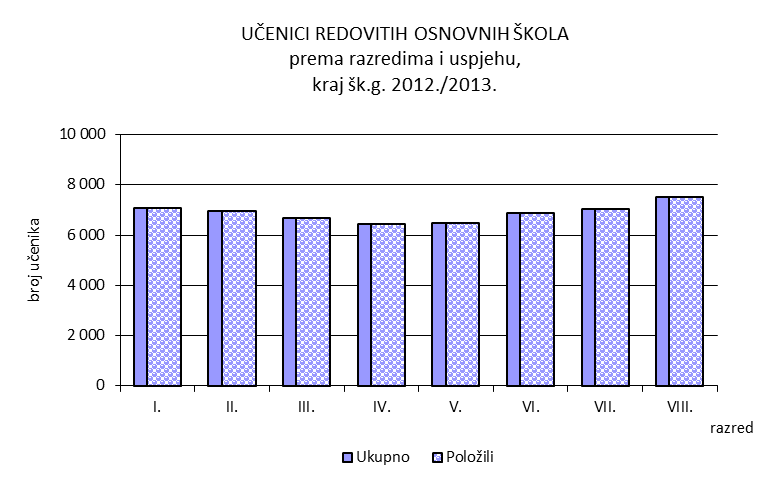 UČENICI REDOVITIH OSNOVNIH ŠKOLA
prema razredima i uspjehu,
kraj šk.g. 2012./2013.
10 000
8 000
6 000
4 000
2 000
0
broj učenika
I. II. III. IV. V. VI. VII. VIII.
razred
Ukupno Položili